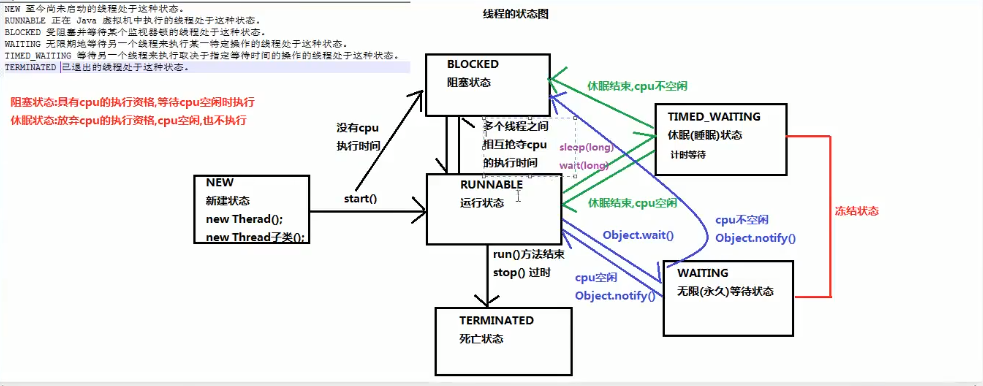 NEW 至今尚未启动的线程处于这种状态。
RUNNABLE 正在 Java 虚拟机中执行的线程处于这种状态。
BLOCKED 受阻塞并等待某个监视器锁的线程处于这种状态。
WAITING 无限期地等待另一个线程来执行某一特定操作的线程处于这种状态。
TIMED_WAITING 等待另一个线程来执行取决于指定等待时间的操作的线程处于这种状态。
TERMINATED 已退出的线程处于这种状态。
线程的状态图
阻塞状态:具有cpu的执行资格,等待cpu空闲时执行
休眠状态:放弃cpu的执行资格,cpu空闲,也不执行
BLOCKED
阻塞状态
休眠结束,cpu不空闲
没有cpu
执行时间
多个线程之间
相互抢夺cpu
的执行时间
sleep(long)
wait(long)
TIMED_WAITING
休眠(睡眠)状态
计时等待
NEW
新建状态
new Therad();
new Thread子类();
start()
RUNNABLE
运行状态
休眠结束,cpu空闲
冻结状态
Object.wait()
cpu不空闲
Object.notify()
run()方法结束
stop() 过时
cpu空闲
Object.notify()
WAITING
无限(永久)等待状态
TERMINATED
死亡状态